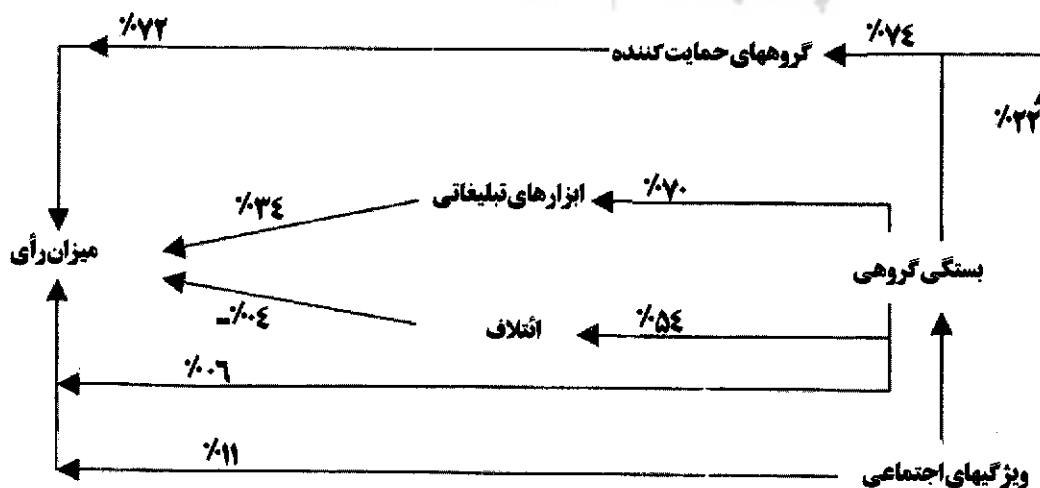 %۷۲
%۷٤
گروههای حمایت‌کننده
%۲۲
ابزارهای تبلیغاتی
%۷۰
%۳٤
میزان رأی
بستگی گروهی
-%۰٤
ائتلاف
%۵٤
%۰٦
%۱۱
ویژگیهای اجتماعی